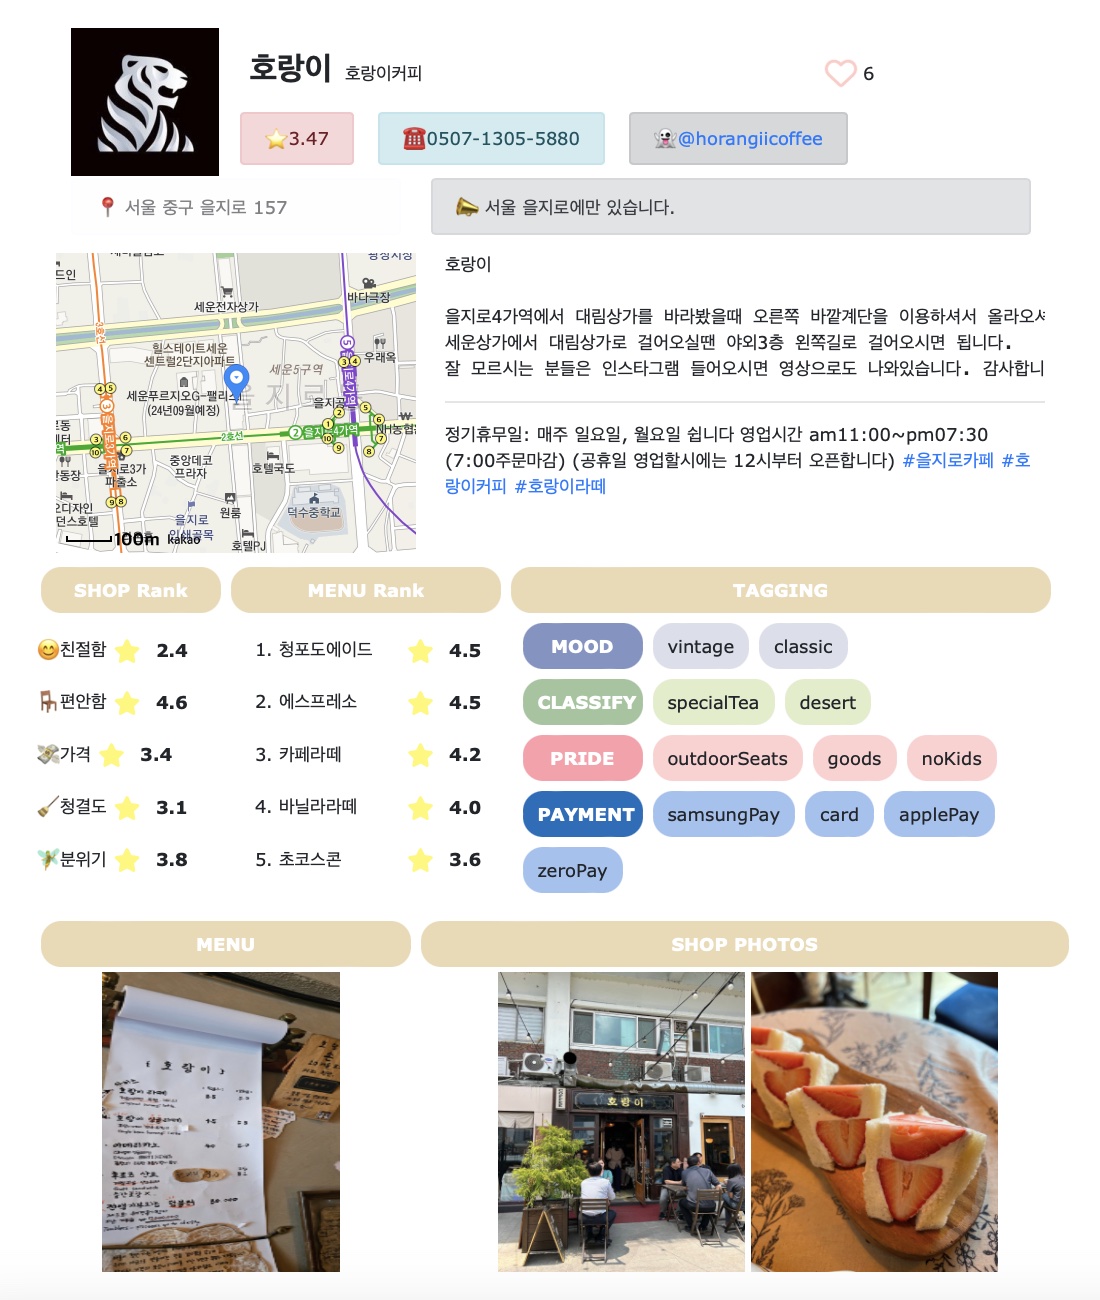 호랑이 호랑이커피
6
3.47
0507-1305-5880
@horangiicoffee
서울 중구 을지로 157
서울 을지로에만 있습니다.
호랑이
을지로4가역에서 대림상가를 바라봤을때 오른쪽 바깥계단을 이용하셔서 올라오
세운상가에서 대림상가로 걸어오실땐 야외3층 왼쪽길로 걸어오시면 됩니다.
잘 모르시는 분들은 인스타그램 들어오시면 영상으로도 나와있습니다. 감사합니
정기휴무일: 매주 일요일, 월요일 쉽니다 영업시간 am11:00~pm07:30
(7:00주문마감) (공휴일 영업할시에는 12시부터 오픈합니다) #을지로카페 #호
랑이커피 #호랑이라떼
광장시장
드인
바다극장
세운전자상가
3호선
힐스테이트세운
센트럴2단지아파트
세운5구역
우래옥
세운푸르지오G-팰리스
(24년09월예정)
을지로
2호선
을지로4가역
NH농협
을지로3가
파출소
중앙데코
프라자
호텔국도
원룸
덕수중학교
오디자인
을지로
인쇄골목
호텔PJ
100m
kakao
SHOP Rank
MENU Rank
TAGGING
친절함 2.4
편안함 4.6
가격 3.4
청결도 3.1
분위기 3.8
1. 청포도에이드 4.5
2. 에스프레소 4.5
3. 카페라떼 4.2
4. 바닐라라떼 4.0
5. 초코스콘 3.6
MOOD vintage classic
CLASSIFY specialTea desert
PRIDE outdoorSeats goods noKids
PAYMENT samsungPay card applePay
zeroPay
MENU
SHOP PHOTOS
호랑이
호랑이